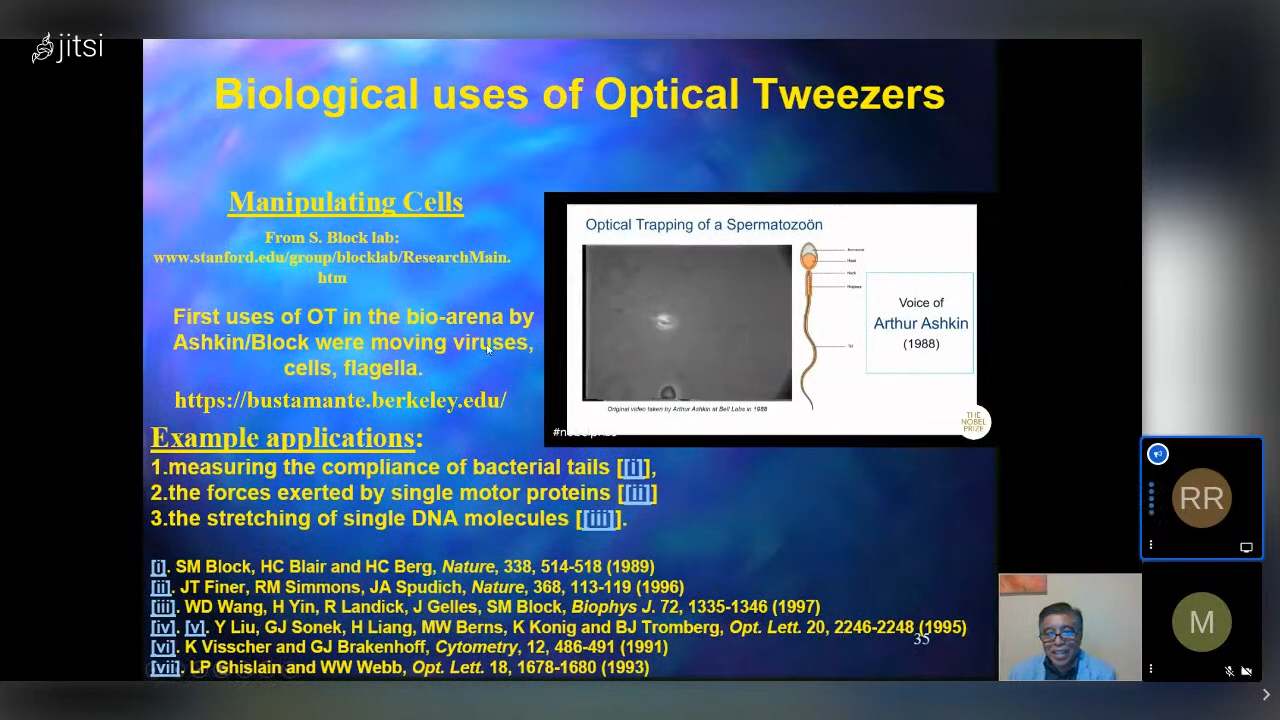 jitsi
Biological uses of Optical Tweezers
Manipulating Cells
From S. Block lab:
www.stanford.edu/group/blocklab/ResearchMain.
htm
First uses of OT in the bio-arena by
Ashkin/Block were moving viruses,
cells, flagella.
https://bustamante.berkeley.edu/
Optical Trapping of a Spermatozoön
Head
Neck
Tail
Voice of
Arthur Ashkin
(1988)
Original video taken by Arthur Ashkin at Bell Labs in 1988
THE
NOBEL
PRIZE
#nobelprize
Example applications:
1.measuring the compliance of bacterial tails [[i]],
2.the forces exerted by single motor proteins [[ii]]
3.the stretching of single DNA molecules [[iii]].
[i]. SM Block, HC Blair and HC Berg, Nature, 338, 514-518 (1989)
[ii]. JT Finer, RM Simmons, JA Spudich, Nature, 368, 113-119 (1996)
[iii]. WD Wang, H Yin, R Landick, J Gelles, SM Block, Biophys J. 72, 1335-1346 (1997)
[iv]. [v]. Y Liu, GJ Sonek, H Liang, MW Berns, K Konig and BJ Tromberg, Opt. Lett. 20, 2246-2248 (1995)
35
[vi]. K Visscher and GJ Brakenhoff, Cytometry, 12, 486-491 (1991)
[vii]. LP Ghislain and WW Webb, Opt. Lett. 18, 1678-1680 (1993)
RR
M